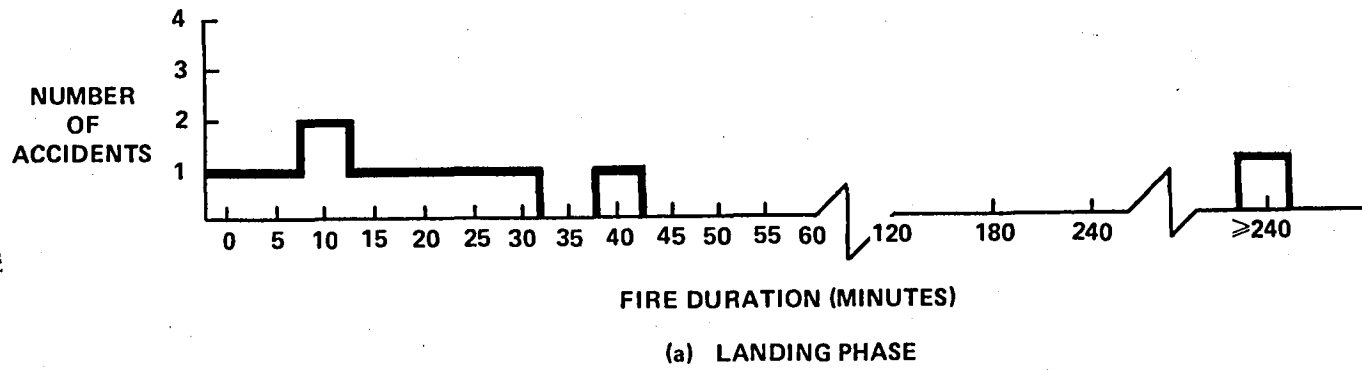 4
3
NUMBER
OF
2
ACCIDENTS
1
0 5 10 15 20 25 30 35 40 45 50 55 60 120 180 240 ⩾240
FIRE DURATION (MINUTES)
(a) LANDING PHASE